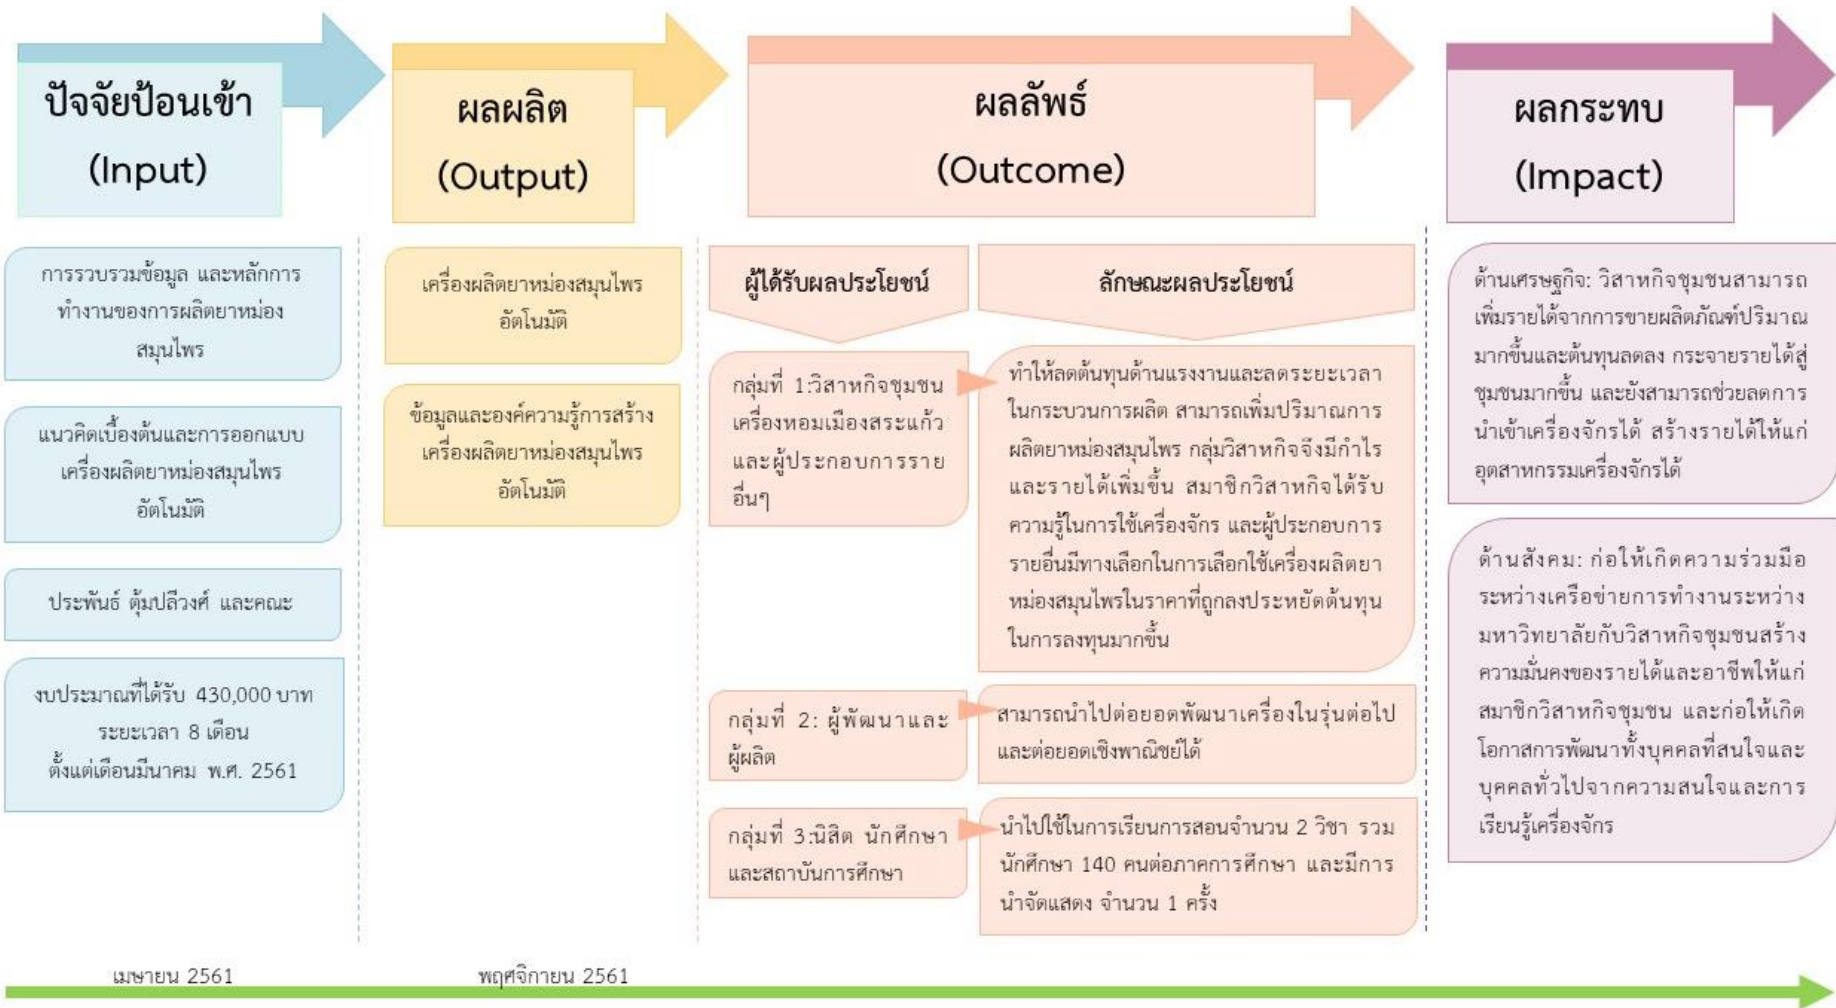 ปัจจัยป้อนเข้า
(Input)
ผลผลิต
(Output)
ผลลัพธ์
(Outcome)
ผลกระทบ
(Impact)
การรวบรวมข้อมูล และหลักการ
ทำงานของการผลิตยาหม่อง
สมุนไพร
แนวคิดเบื้องต้นและการออกแบบ
เครื่องผลิตยาหม่องสมุนไพร
อัตโนมัติ
ประพันธ์ ตุ้มปลีวงศ์ และคณะ
งบประมาณที่ได้รับ 430,000 บาท
ระยะเวลา 8 เดือน
ตั้งแต่เดือนมีนาคม พ.ศ. 2561
เครื่องผลิตยาหม่องสมุนไพร
อัตโนมัติ
ข้อมูลและองค์ความรู้การสร้าง
เครื่องผลิตยาหม่องสมุนไพร
อัตโนมัติ
ผู้ได้รับผลประโยชน์
ลักษณะผลประโยชน์
กลุ่มที่ 1:วิสาหกิจชุมชน
เครื่องหอมเมืองสระแก้ว
และผู้ประกอบการราย
อื่นๆ
ทำให้ลดต้นทุนด้านแรงงานและลดระยะเวลา
ในกระบวนการผลิต สามารถเพิ่มปริมาณการ
ผลิตยาหม่องสมุนไพร กลุ่มวิสาหกิจจึงมีกำไร
และรายได้เพิ่มขึ้น สมาชิกวิสาหกิจได้รับ
ความรู้ในการใช้เครื่องจักร และผู้ประกอบการ
รายอื่นมีทางเลือกในการเลือกใช้เครื่องผลิตยา
หม่องสมุนไพรในราคาที่ถูกลงประหยัดต้นทุน
ในการลงทุนมากขึ้น
กลุ่มที่ 2: ผู้พัฒนาและ
ผู้ผลิต
สามารถนำไปต่อยอดพัฒนาเครื่องในรุ่นต่อไป
และต่อยอดเชิงพาณิชย์ได้
กลุ่มที่ 3:นิสิต นักศึกษา
และสถาบันการศึกษา
นำไปใช้ในการเรียนการสอนจำนวน 2 วิชา รวม
นักศึกษา 140 คนต่อภาคการศึกษา และมีการ
นำจัดแสดง จำนวน 1 ครั้ง
ด้านเศรษฐกิจ: วิสาหกิจชุมชนสามารถ
เพิ่มรายได้จากการขายผลิตภัณฑ์ปริมาณ
มากขึ้นและต้นทุนลดลง กระจายรายได้สู่
ชุมชนมากขึ้น และยังสามารถช่วยลดการ
นำเข้าเครื่องจักรได้ สร้างรายได้ให้แก่
อุตสาหกรรมเครื่องจักรได้
ด้านสังคม: ก่อให้เกิดความร่วมมือ
ระหว่างเครือข่ายการทำงานระหว่าง
มหาวิทยาลัยกับวิสาหกิจชุมชนสร้าง
ความมั่นคงของรายได้และอาชีพให้แก่
สมาชิกวิสาหกิจชุมชน และก่อให้เกิด
โอกาสการพัฒนาทั้งบุคคลที่สนใจและ
บุคคลทั่วไปจากความสนใจและการ
เรียนรู้เครื่องจักร
เมษายน 2561
พฤศจิกายน 2561